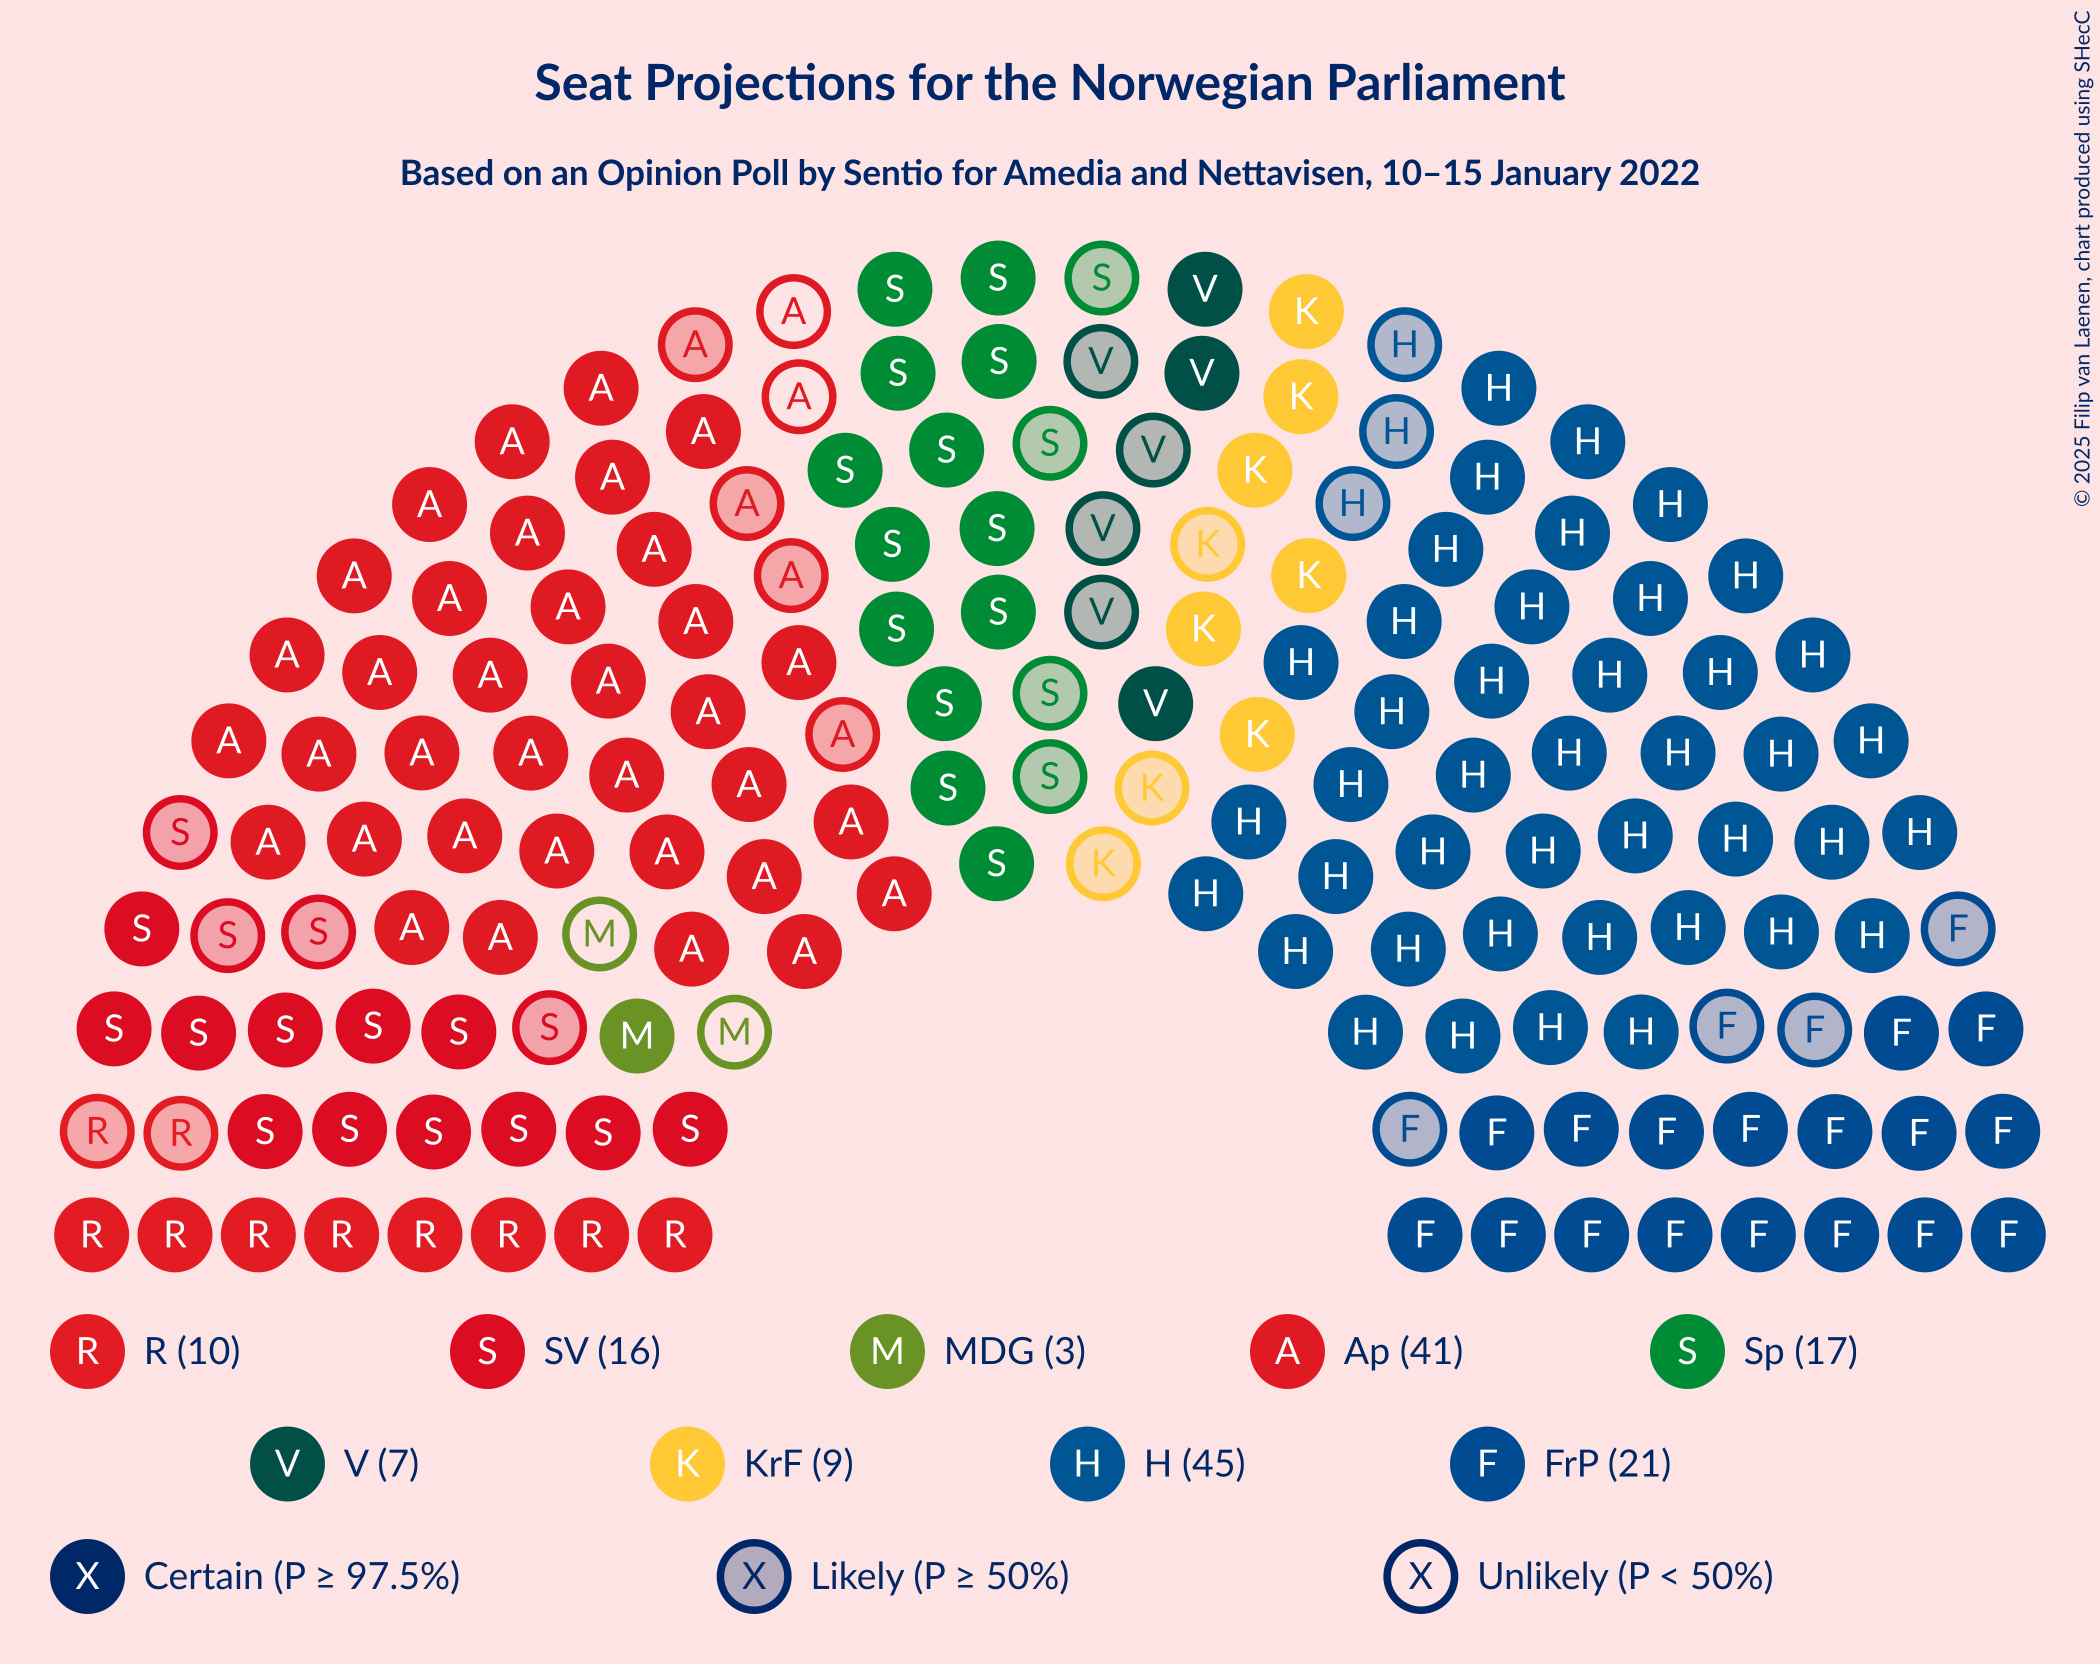 Seat Projections for the Norwegian Parliament
Based on an Opinion Poll by Sentio for Amedia and Nettavisen, 10–15 January 2022
© 2025 Filip van Laenen, chart produced using SHecC
S S S V
A K
A H
S S V V
A H
A K
A H
A S S S V K H
A A H H
A A H H
S S V K
A A A K H H
A A H H
A A S S V K H H
A A H H
A A A A H H H H
A A S S V K H H
A A A A A S S K H H H H H
A A H H
S A A A A A A S K H H H H H H
A H
S S S A A M A A H H H H H H H F
S S S S S S M M H H H H F F F F
R R S S S S S S F F F F F F F F
R R R R R R R R F F F F F F F F
R R (10) S SV (16) M MDG (3) A Ap (41) S Sp (17)
V V (7) K KrF (9) H H (45) F FrP (21)
X Certain (P ≥ 97.5%) X Likely (P ≥ 50%) X Unlikely (P < 50%)